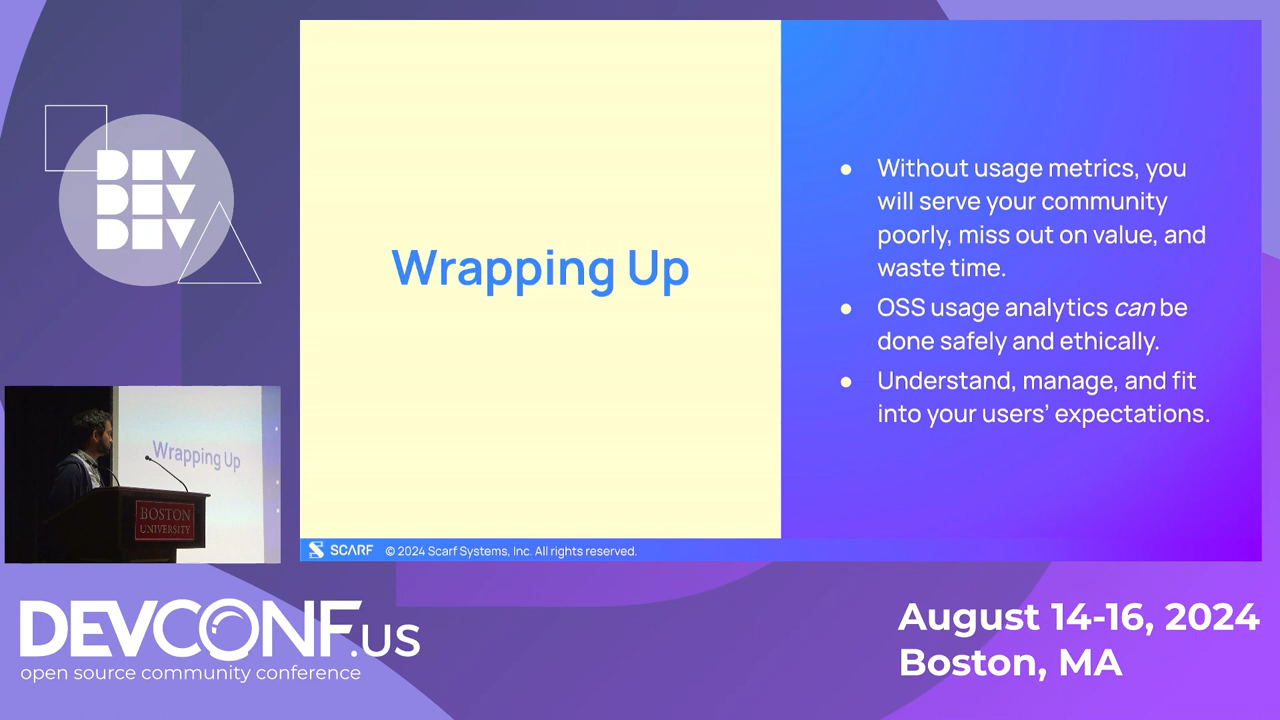 DEV
DEV
DEV
Wrapping Up
● Without usage metrics, you
will serve your community
poorly, miss out on value, and
waste time.
● OSS usage analytics can be
done safely and ethically.
● Understand, manage, and fit
into your users’ expectations.
SCARF © 2024 Scarf Systems, Inc. All rights reserved.
Wrapping Up
BOSTON
UNIVERSITY
DEVCONF.US
open source community conference
August 14-16, 2024
Boston, MA